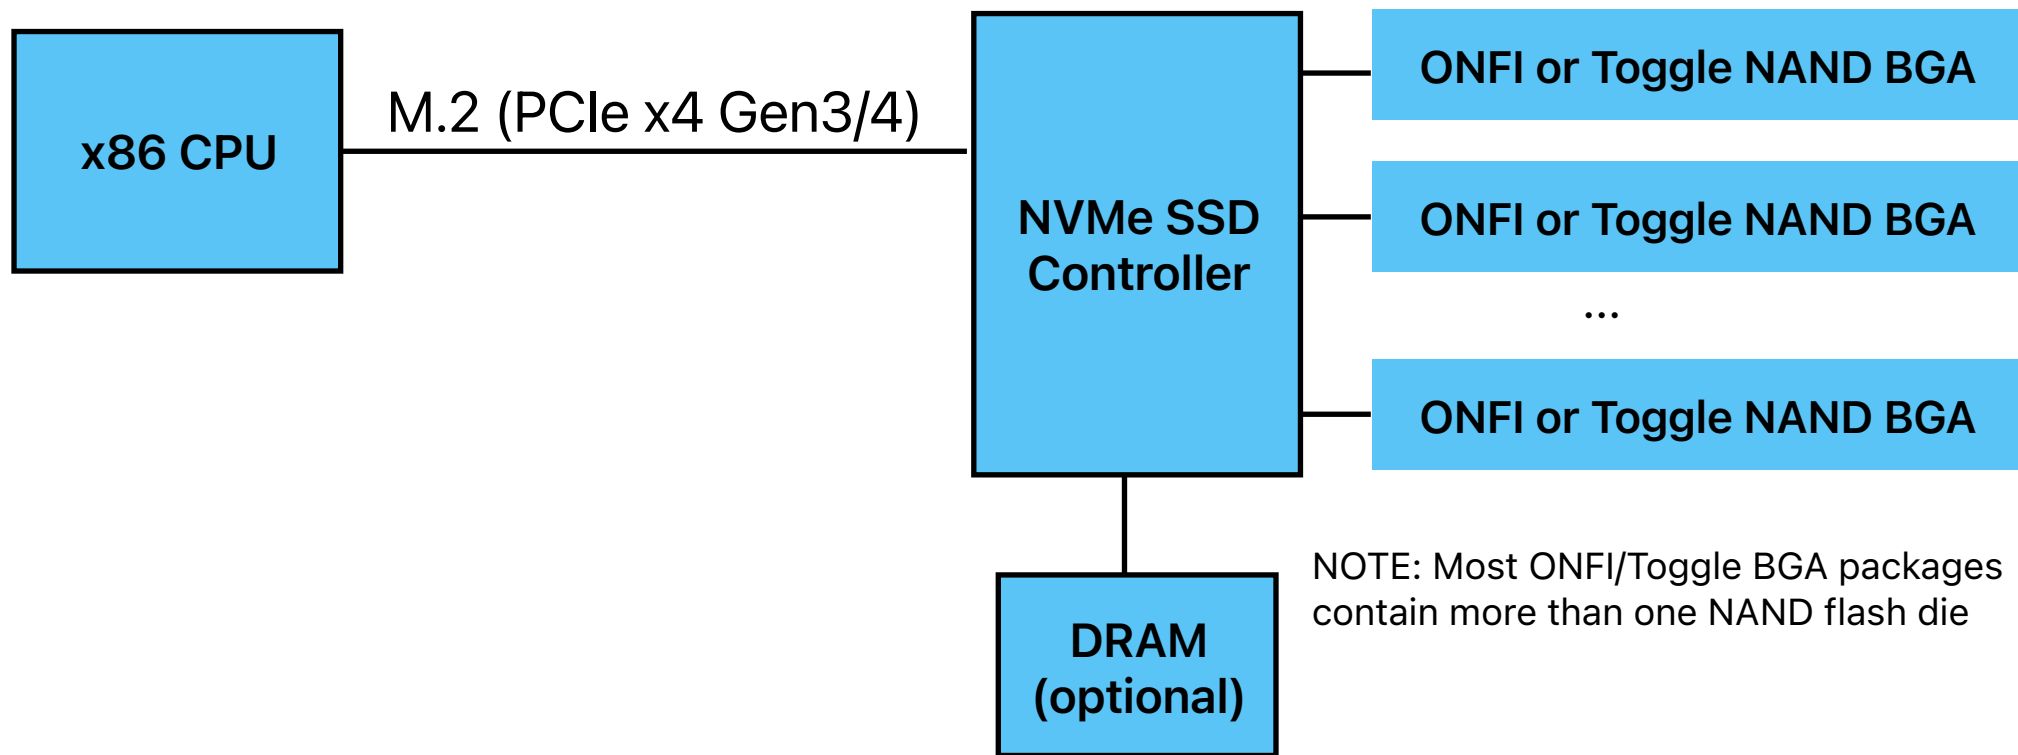 x86 CPU
M.2 (PCIe x4 Gen3/4)
NVMe SSD
Controller
ONFI or Toggle NAND BGA
ONFI or Toggle NAND BGA
...
ONFI or Toggle NAND BGA
DRAM
(optional)
NOTE: Most ONFI/Toggle BGA packages
contain more than one NAND flash die